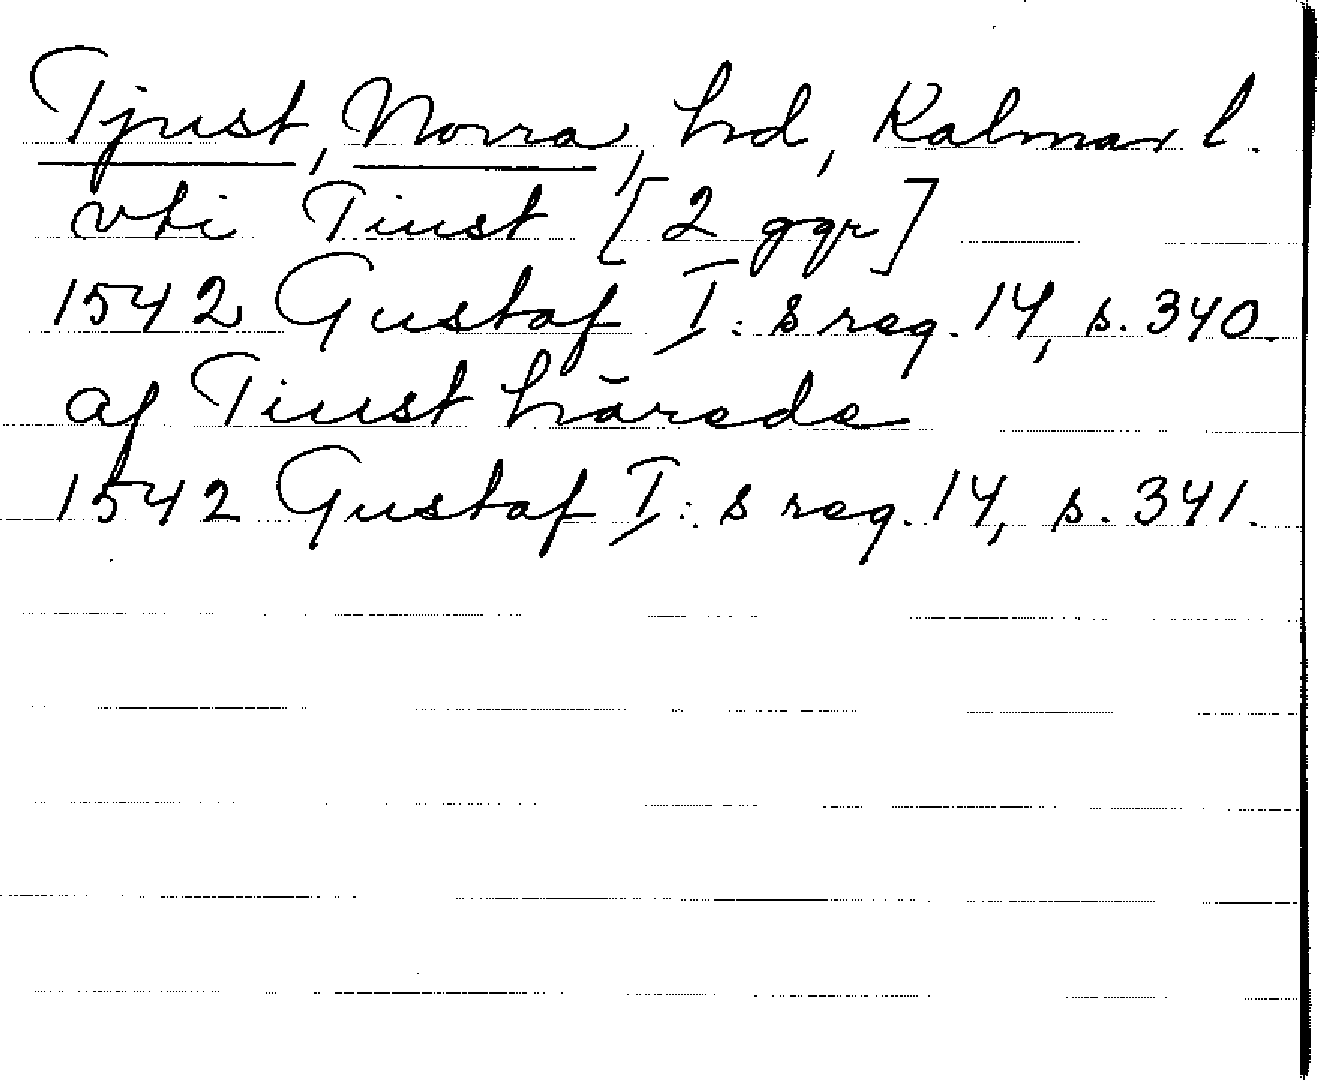 Tjust, Norra, hd, Kalmar l.
vti Tiust [2 ggr]
1542 Gustaf I:s reg. 14, s. 340.
af Tiust hărede
1542 Gustaf I:s reg. 14, s. 341.